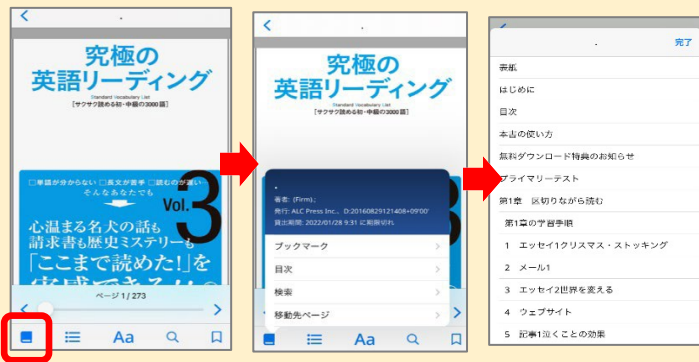 究極の
英語リーディング
Standard Vocabulary List
[サクサク読める初・中級の3000語]
□単語が分からない □長文が苦手 □読むのが遅い…
そんなあなたでも
Vol.3
心温まる名犬の話も
請求書も歴史ミステリーも
「ここまで読めた!」を
ページ 1 / 273
Aa
究極の
英語リーディング
Standard Vocabulary List
[サクサク読める初・中級の3000語]
著者: (Firm).;
発行: ALC Press Inc., D:20160829121408+09'00'
貸出期間: 2022/01/28 9:31 に期限切れ
ブックマーク
目次
検索
移動先ページ
Aa
完了
表紙
はじめに
目次
本書の使い方
無料ダウンロード特典のお知らせ
プライマリーテスト
第1章 区切りながら読む
第1章の学習手順
1 エッセイ1クリスマス・ストッキング
2 メール1
3 エッセイ2世界を変える
4 ウェブサイト
5 記事1泣くことの効果